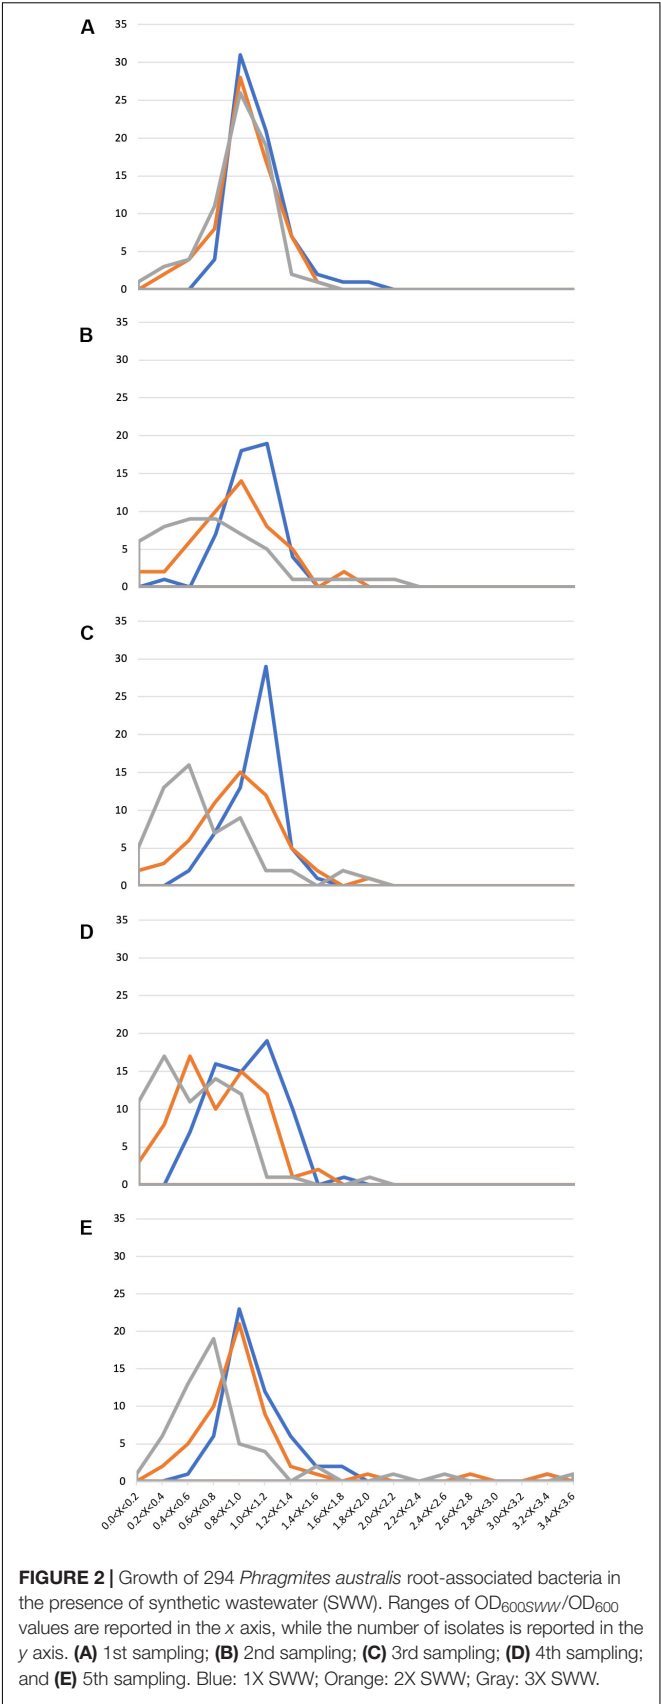 A
35
30
25
20
15
10
5
0
B
35
30
25
20
15
10
5
0
C
35
30
25
20
15
10
5
0
D
35
30
25
20
15
10
5
0
E
35
30
25
20
15
10
5
0
0.0<X<0.2
0.2<X<0.4
0.4<X<0.6
0.6<X<0.8
0.8<X<1.0
1.0<X<1.2
1.2<X<1.4
1.4<X<1.6
1.6<X<1.8
1.8<X<2.0
2.0<X<2.2
2.2<X<2.4
2.4<X<2.6
2.6<X<2.8
2.8<X<3.0
3.0<X<3.2
3.2<X<3.4
3.4<X<3.6
FIGURE 2 | Growth of 294 Phragmites australis root-associated bacteria in
the presence of synthetic wastewater (SWW). Ranges of OD600SWW/OD600
values are reported in the x axis, while the number of isolates is reported in the
y axis. (A) 1st sampling; (B) 2nd sampling; (C) 3rd sampling; (D) 4th sampling;
and (E) 5th sampling. Blue: 1X SWW; Orange: 2X SWW; Gray: 3X SWW.